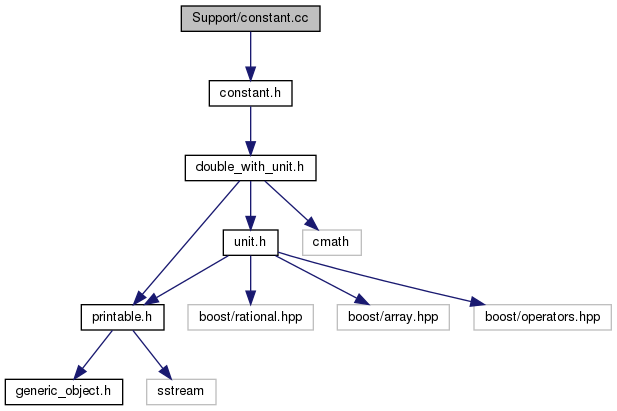 Support/constant.cc
constant.h
double_with_unit.h
unit.h
cmath
printable.h
boost/rational.hpp
boost/array.hpp
boost/operators.hpp
generic_object.h
sstream